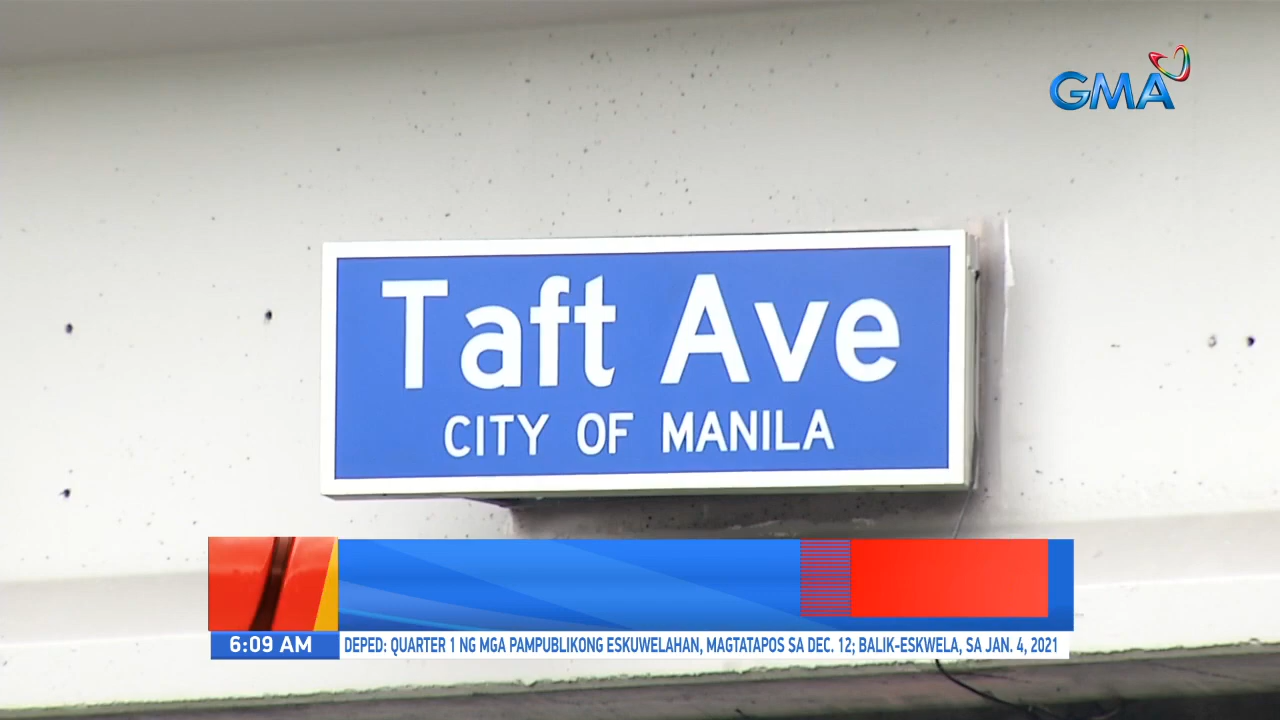 GMA
Taft Ave
CITY OF MANILA
6:09 AM
DEPED: QUARTER 1 NG MGA PAMPUBLIKONG ESKUWELAHAN, MAGTATAPOS SA DEC. 12; BALIK-ESKWELA, SA JAN. 4, 2021